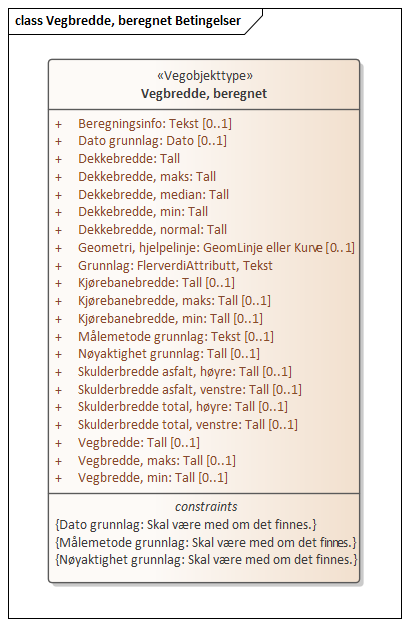 class Vegbredde, beregnet Betingelser
«Vegobjekttype»
Vegbredde, beregnet
+ Beregningsinfo: Tekst [0..1]
+ Dato grunnlag: Dato [0..1]
+ Dekkebredde: Tall
+ Dekkebredde, maks: Tall
+ Dekkebredde, median: Tall
+ Dekkebredde, min: Tall
+ Dekkebredde, normal: Tall
+ Geometri, hjelpelinje: GeomLinje eller Kurve [0..1]
+ Grunnlag: FlerverdiAttributt, Tekst
+ Kjørebanebredde: Tall [0..1]
+ Kjørebanebredde, maks: Tall [0..1]
+ Kjørebanebredde, min: Tall [0..1]
+ Målemetode grunnlag: Tekst [0..1]
+ Nøyaktighet grunnlag: Tall [0..1]
+ Skulderbredde asfalt, høyre: Tall [0..1]
+ Skulderbredde asfalt, venstre: Tall [0..1]
+ Skulderbredde total, høyre: Tall [0..1]
+ Skulderbredde total, venstre: Tall [0..1]
+ Vegbredde: Tall [0..1]
+ Vegbredde, maks: Tall [0..1]
+ Vegbredde, min: Tall [0..1]
constraints
{Dato grunnlag: Skal være med om det finnes.}
{Målemetode grunnlag: Skal være med om det finnes.}
{Nøyaktighet grunnlag: Skal være med om det finnes.}